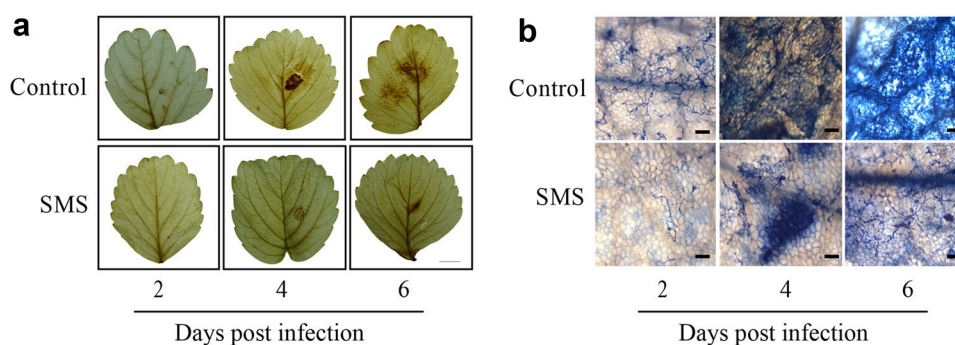 a
Control
SMS
2 4 6
Days post infection
b
Control
SMS
2 4 6
Days post infection